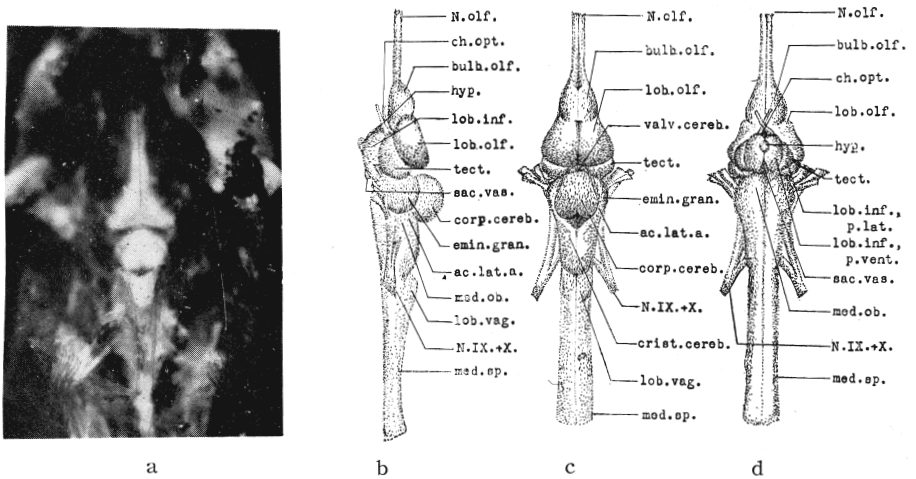 N.olf.
ch.opt.
bulb.olf.
hyp.
lob.inf.
lob.olf.
tect.
sac.vas.
corp.cereb.
emin.gran.
ac.lat.a.
med.ob.
lob.vag.
N.IX.+X.
med.sp.
N.olf.
bulb.olf.
lob.olf.
valv.cereb.
tect.
emin.gran.
ac.lat.a.
corp.cereb.
N.IX.+X.
crist.cereb.
lob.vag.
med.sp.
N.olf.
bulb.olf.
ch.opt.
lob.olf.
hyp.
tect.
lob.inf.,
p.lat.
lob.inf.,
p.vent.
sac.vas.
med.ob.
N.IX.+X.
med.sp.
a
b
c
d